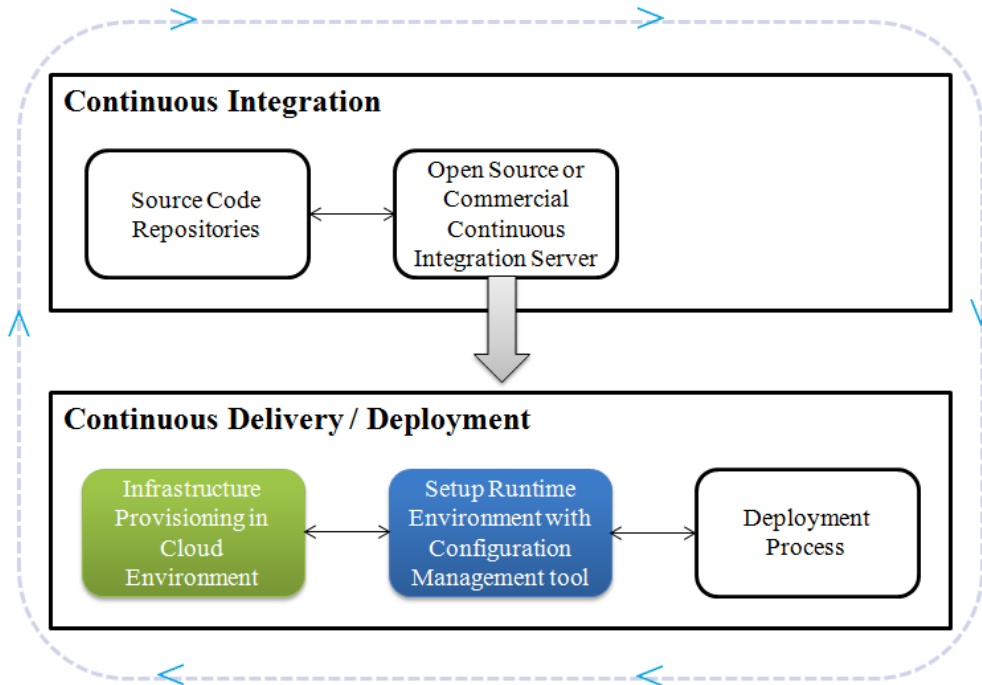 Continuous Integration
Source Code
Repositories
Open Source or
Commercial
Continuous
Integration Server
Continuous Delivery / Deployment
Infrastructure
Provisioning in
Cloud
Environment
Setup Runtime
Environment with
Configuration
Management tool
Deployment
Process